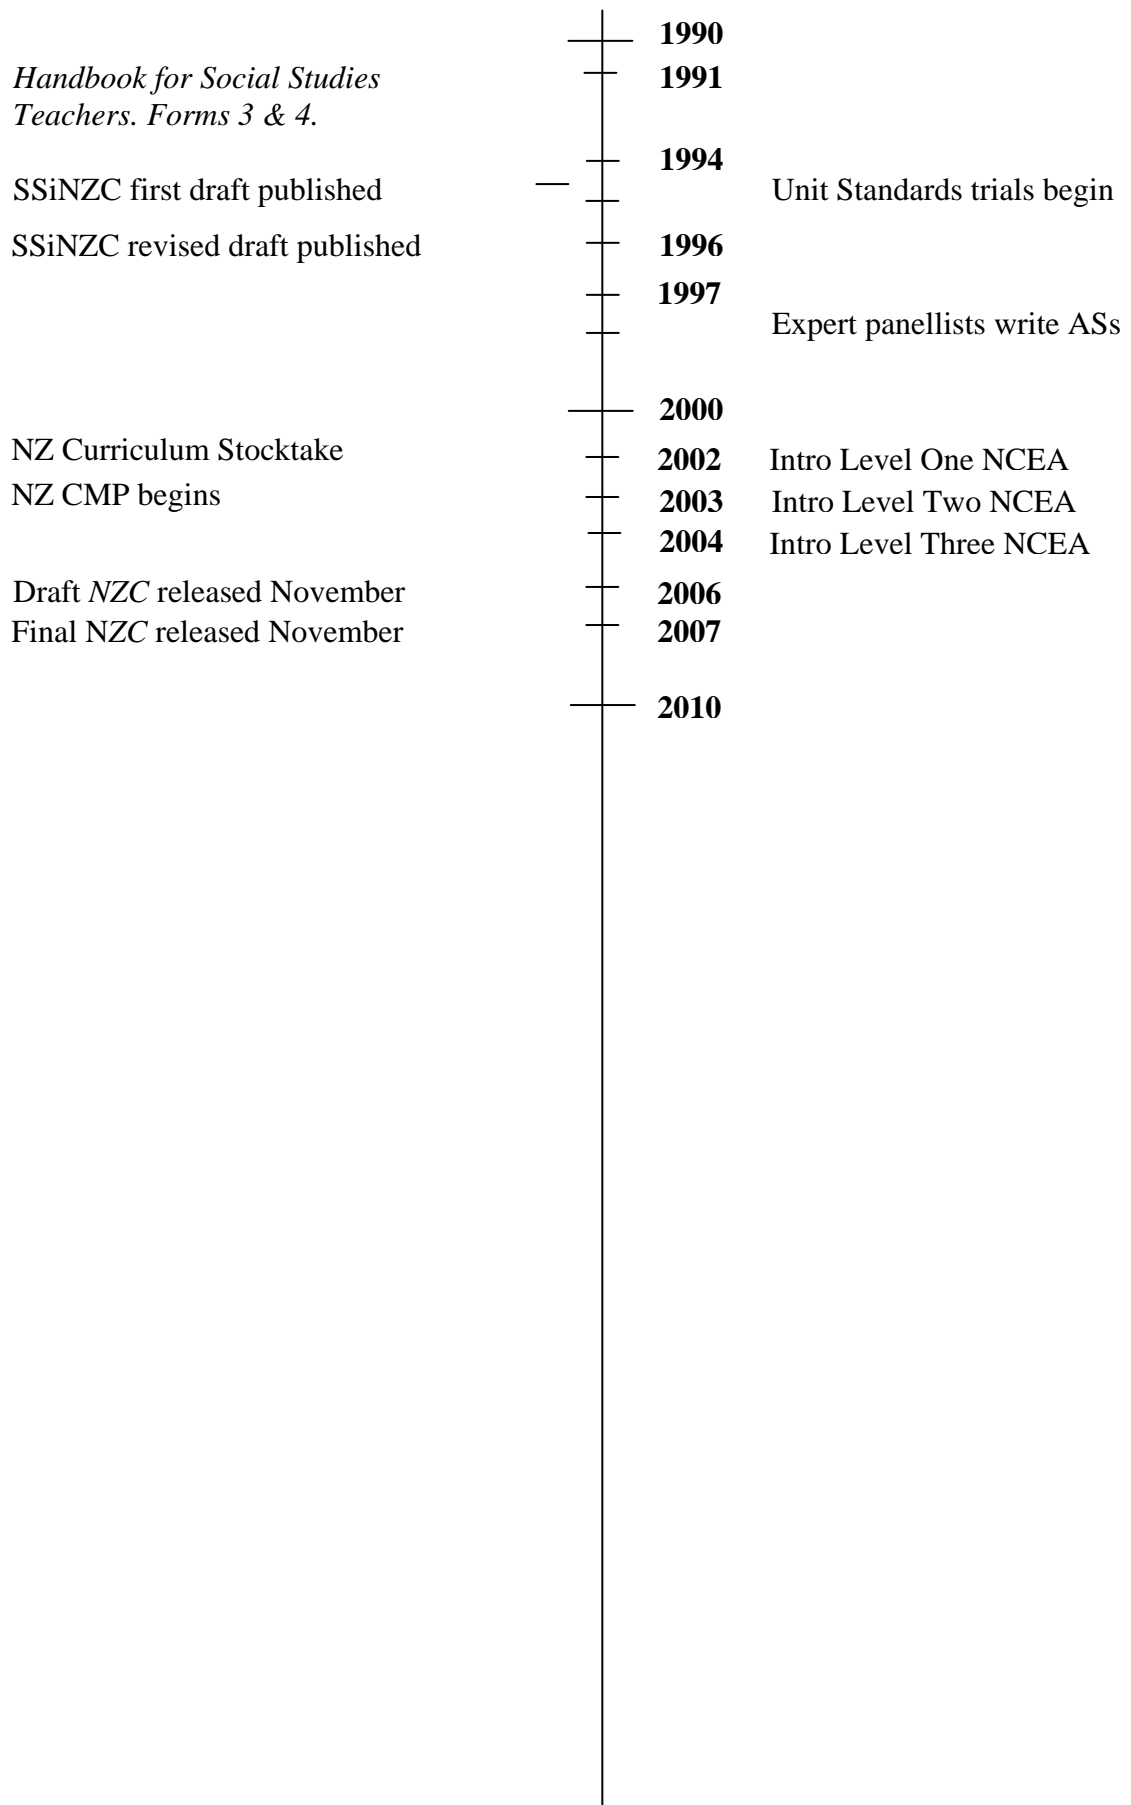 1990
Handbook for Social Studies 1991
Teachers. Forms 3 & 4.
1994
SSiNZC first draft published Unit Standards trials begin
SSiNZC revised draft published 1996
1997
Expert panellists write ASs
2000
NZ Curriculum Stocktake 2002 Intro Level One NCEA
NZ CMP begins 2003 Intro Level Two NCEA
2004 Intro Level Three NCEA
Draft NZC released November 2006
Final NZC released November 2007
2010